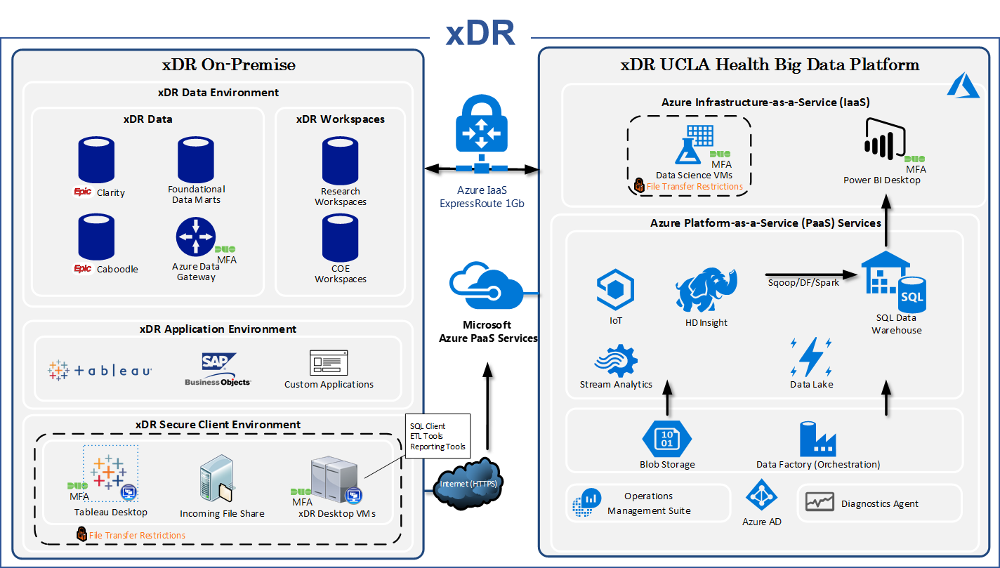 xDR
xDR On-Premise
xDR Data Environment
xDR Data
Epic Clarity
Foundational
Data Marts
Epic Caboodle
DUO
MFA
Azure Data
Gateway
xDR Workspaces
Research
Workspaces
COE
Workspaces
xDR Application Environment
+ a b | e a u
SAP
Business Objects
Custom Applications
xDR Secure Client Environment
DUO
MFA
Tableau Desktop
Incoming File Share
DUO
MFA
xDR Desktop VMs
File Transfer Restrictions
SQL Client
ETL Tools
Reporting Tools
Azure IaaS
ExpressRoute 1Gb
Microsoft
Azure PaaS Services
Internet (HTTPS)
xDR UCLA Health Big Data Platform
Azure Infrastructure-as-a-Service (IaaS)
DUO
MFA
Data Science VMs
File Transfer Restrictions
DUO
MFA
Power BI Desktop
Azure Platform-as-a-Service (PaaS) Services
IoT
HD Insight
Sqoop/DF/Spark
SQL
SQL Data
Warehouse
Stream Analytics
Data Lake
10
01
Blob Storage
Data Factory (Orchestration)
Operations
Management Suite
Azure AD
Diagnostics Agent